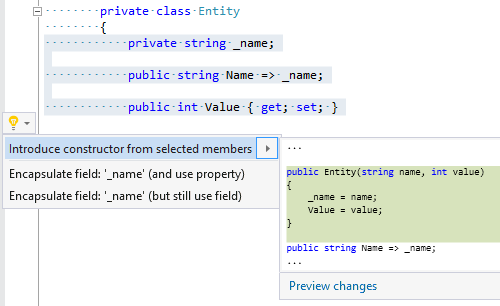 private class Entity
{
private string _name;
public string Name => _name;
public int Value { get; set; }
Introduce constructor from selected members
Encapsulate field: '_name' (and use property)
Encapsulate field: '_name' (but still use field)
...
public Entity(string name, int value)
{
_name = name;
Value = value;
}
public string Name => _name;
...
Preview changes